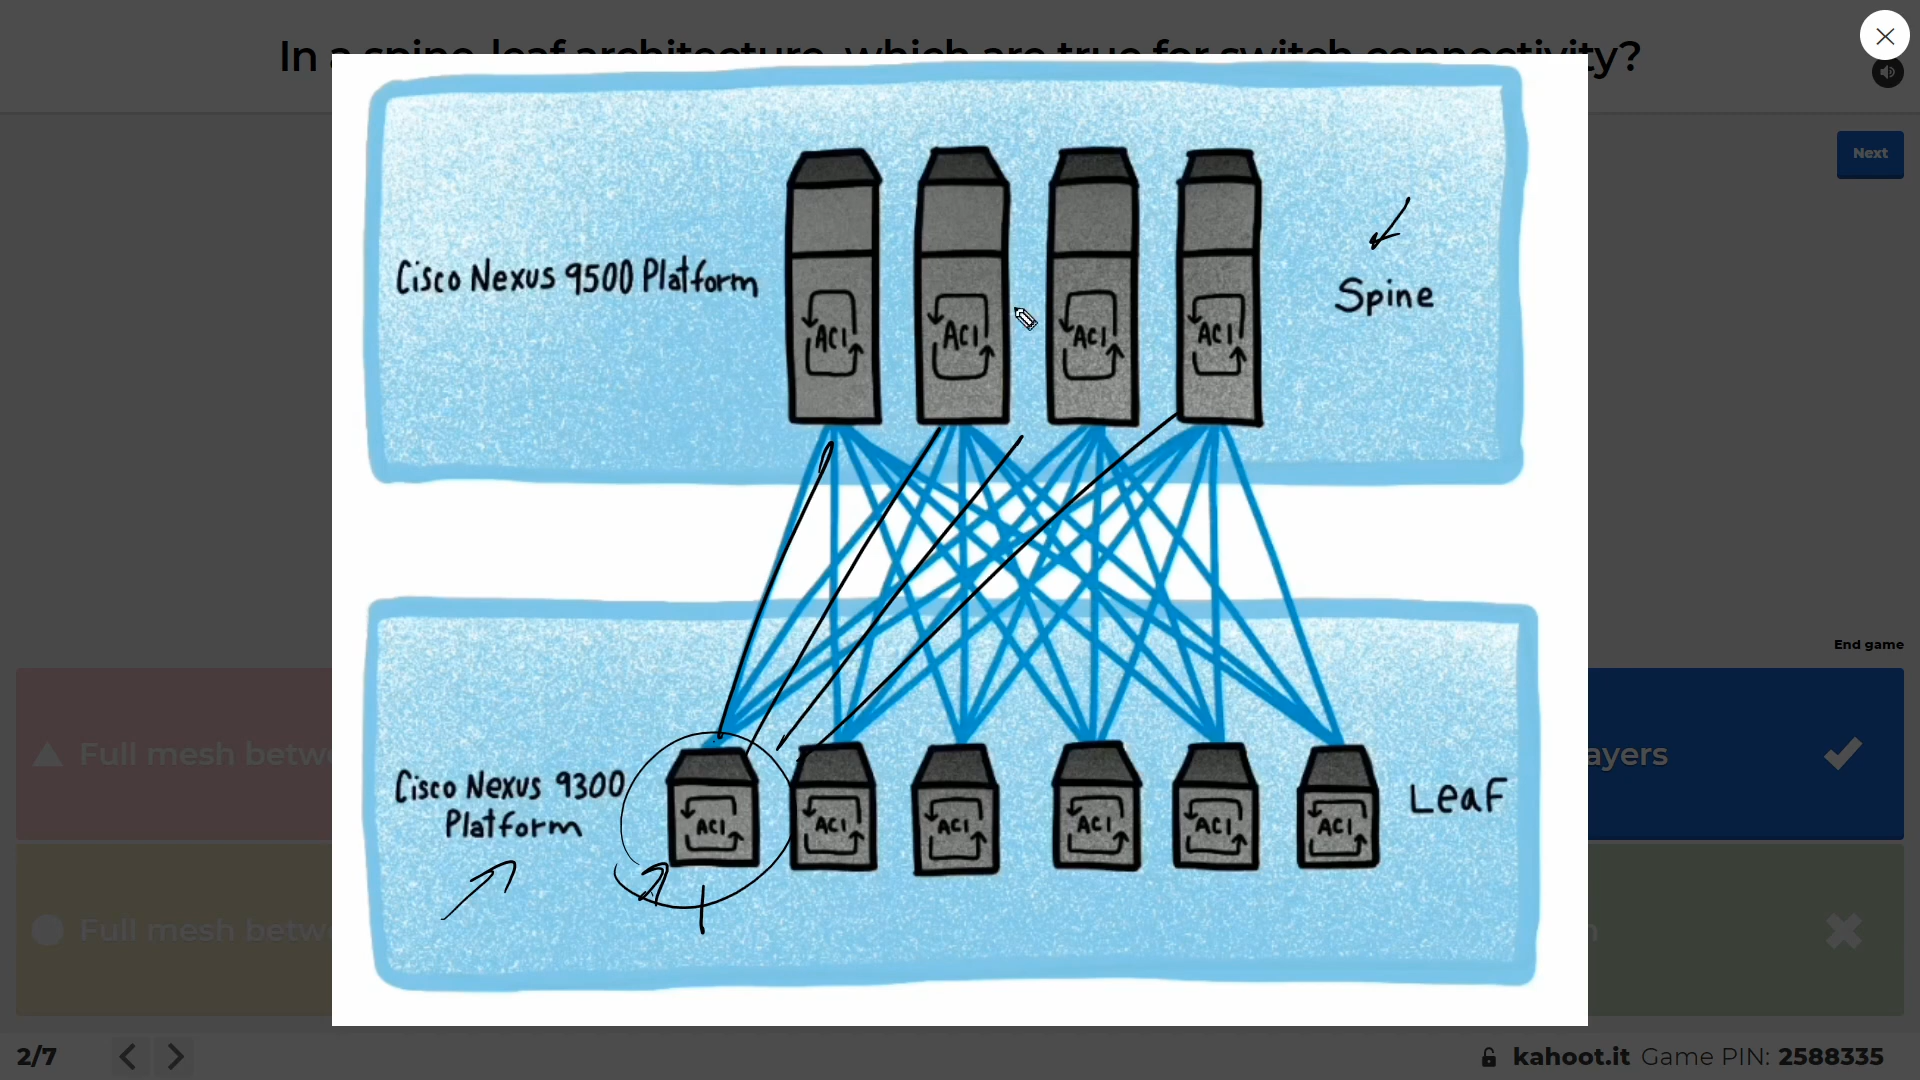 In a spine-leaf architecture, which are true for switch connectivity?
Next
Cisco Nexus 9500 Platform
Spine
ACI
ACI
ACI
ACI
End game
Full mesh betwe
ayers
Cisco Nexus 9300
Platform
Leaf
ACI
ACI
ACI
ACI
ACI
ACI
Full mesh betwe
n
2/7
kahoot.it Game PIN: 2588335